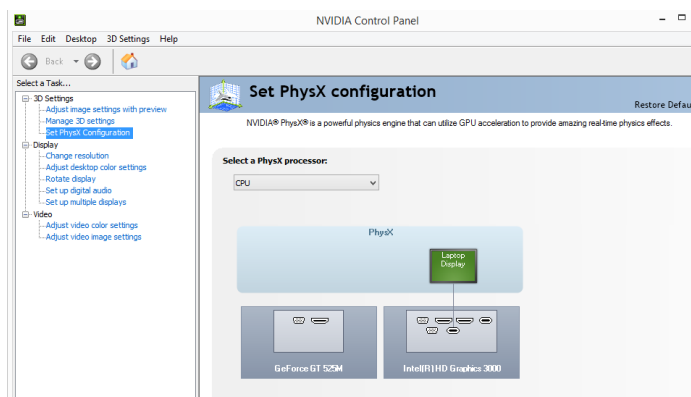 NVIDIA Control Panel
File Edit Desktop 3D Settings Help
Back
Select a Task...
3D Settings
Adjust image settings with preview
Manage 3D settings
Set PhysX Configuration
Display
Change resolution
Adjust desktop color settings
Rotate display
Set up digital audio
Set up multiple displays
Video
Adjust video color settings
Adjust video image settings
Set PhysX configuration
Restore Defau
NVIDIA® PhysX® is a powerful physics engine that can utilize GPU acceleration to provide amazing real-time physics effects.
Select a PhysX processor:
CPU
PhysX
Laptop
Display
GeForce GT 525M
Intel(R) HD Graphics 3000